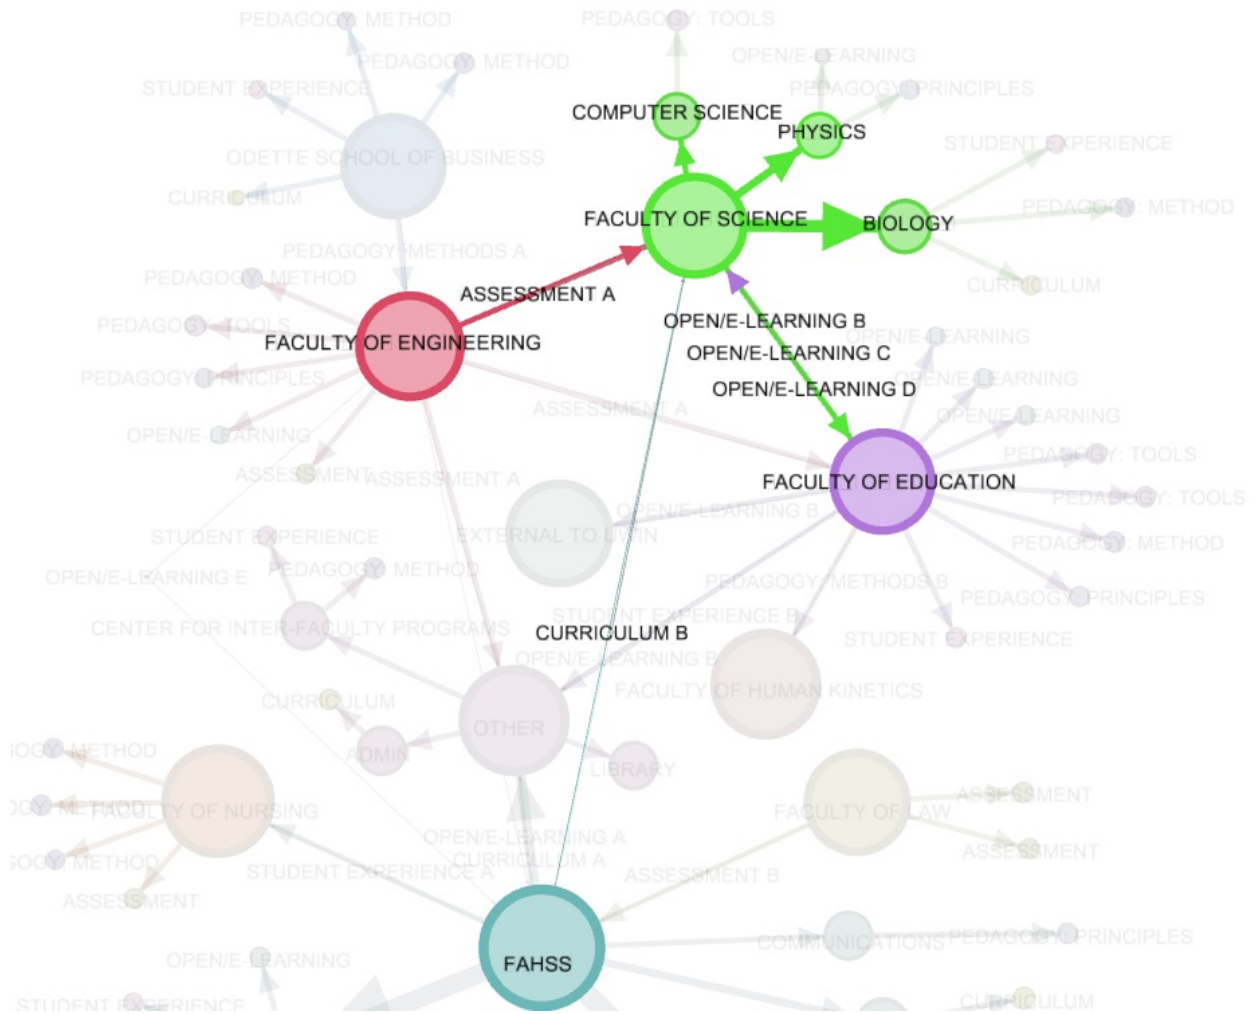 PEDAGOGY: METHOD
PEDAGOGY: TOOLS
PEDAGOGY: METHOD
OPEN/E-LEARNING
STUDENT EXPERIENCE
PEDAGOGY: PRINCIPLES
COMPUTER SCIENCE
PHYSICS
STUDENT EXPERIENCE
ODETTE SCHOOL OF BUSINESS
CURRICULUM
PEDAGOGY: METHOD
FACULTY OF SCIENCE
BIOLOGY
PEDAGOGY: METHODS A
PEDAGOGY: METHOD
CURRICULUM
ASSESSMENT A
PEDAGOGY: TOOLS
OPEN/E-LEARNING B
OPEN/E-LEARNING
FACULTY OF ENGINEERING
OPEN/E-LEARNING C
PEDAGOGY: PRINCIPLES
OPEN/E-LEARNING
OPEN/E-LEARNING D
ASSESSMENT A
OPEN/E-LEARNING
OPEN/E-LEARNING
PEDAGOGY: TOOLS
ASSESSMENT
ASSESSMENT A
FACULTY OF EDUCATION
PEDAGOGY: TOOLS
OPEN/E-LEARNING B
STUDENT EXPERIENCE
EXTERNAL TO UWIN
PEDAGOGY: METHOD
PEDAGOGY: METHOD
OPEN/E-LEARNING E
PEDAGOGY: METHODS B
PEDAGOGY: PRINCIPLES
STUDENT EXPERIENCE B
CENTER FOR INTER-FACULTY PROGRAMS
CURRICULUM B
STUDENT EXPERIENCE
OPEN/E-LEARNING B
FACULTY OF HUMAN KINETICS
CURRICULUM
OTHER
OGY: METHOD
ADMIN
LIBRARY
ASSESSMENT
OGY: METHOD
FACULTY OF NURSING
FACULTY OF LAW
OPEN/E-LEARNING A
ASSESSMENT
GOGY: METHOD
CURRICULUM A
STUDENT EXPERIENCE A
ASSESSMENT B
ASSESSMENT
COMMUNICATIONS
PEDAGOGY: PRINCIPLES
OPEN/E-LEARNING
FAHSS
STUDENT EXPERIENCE
CURRICULUM